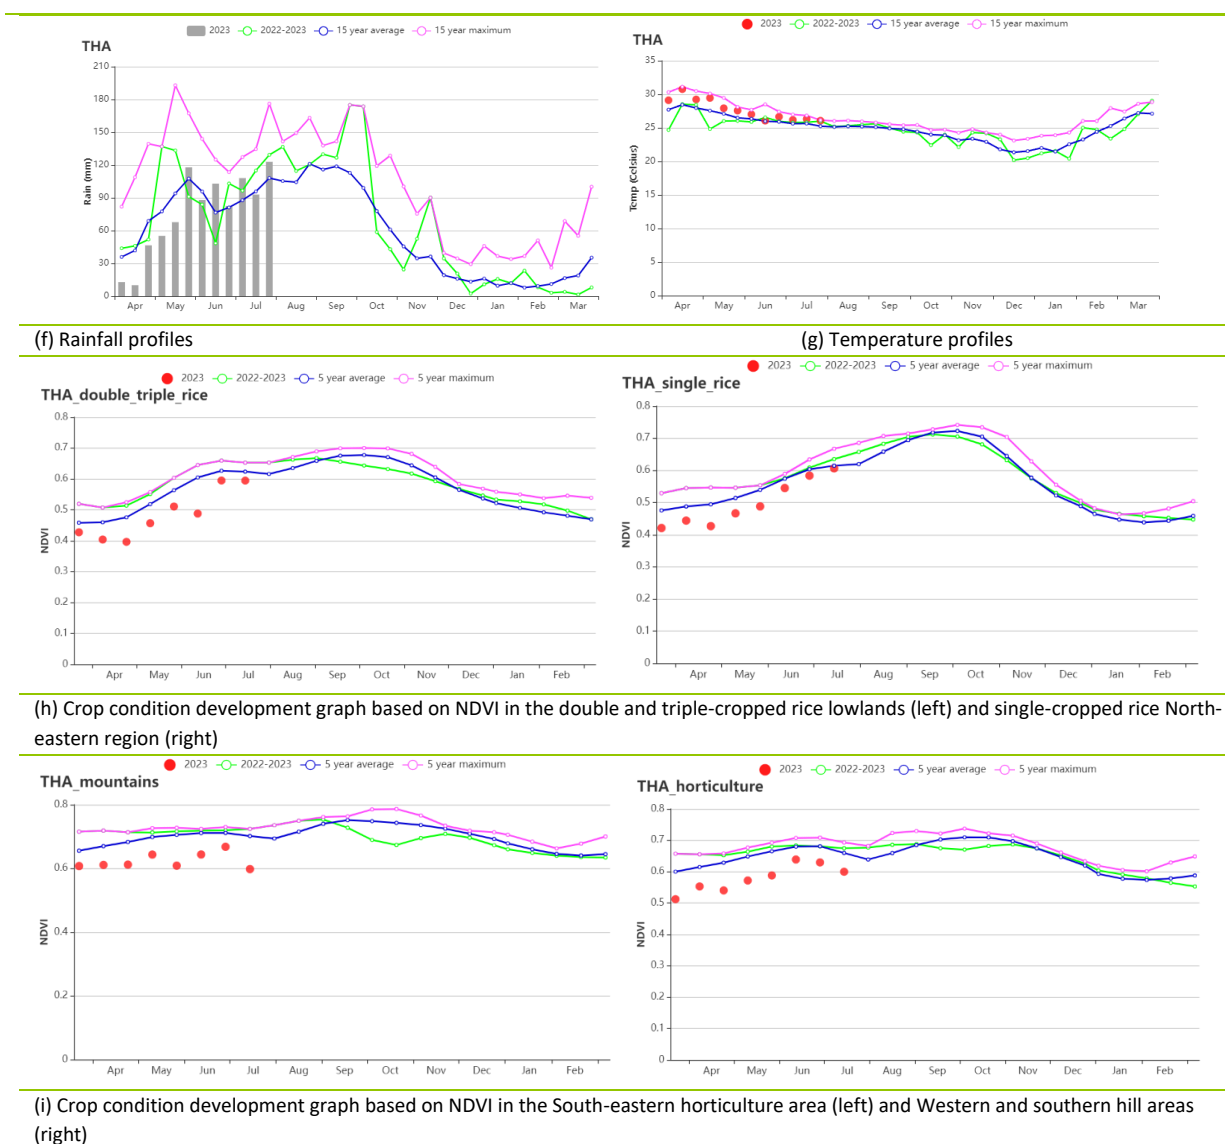 2023 2022-2023 15 year average 15 year maximum
THA
210
180
150
120
90
60
30
0
Rain (mm)
Apr May Jun Jul Aug Sep Oct Nov Dec Jan Feb Mar
2023 2022-2023 15 year average 15 year maximum
THA
35
30
25
20
15
10
5
0
Temp (Celsius)
Apr May Jun Jul Aug Sep Oct Nov Dec Jan Feb Mar
(f) Rainfall profiles
(g) Temperature profiles
2023 2022-2023 5 year average 5 year maximum
THA_double_triple_rice
0.8
0.7
0.6
0.5
0.4
0.3
0.2
0.1
0
NDVI
Apr May Jun Jul Aug Sep Oct Nov Dec Jan Feb
2023 2022-2023 5 year average 5 year maximum
THA_single_rice
0.8
0.7
0.6
0.5
0.4
0.3
0.2
0.1
0
NDVI
Apr May Jun Jul Aug Sep Oct Nov Dec Jan Feb
(h) Crop condition development graph based on NDVI in the double and triple-cropped rice lowlands (left) and single-cropped rice North-
eastern region (right)
2023 2022-2023 5 year average 5 year maximum
THA_mountains
0.8
0.6
0.4
0.2
0
NDVI
Apr May Jun Jul Aug Sep Oct Nov Dec Jan Feb
2023 2022-2023 5 year average 5 year maximum
THA_horticulture
0.8
0.7
0.6
0.5
0.4
0.3
0.2
0.1
0
NDVI
Apr May Jun Jul Aug Sep Oct Nov Dec Jan Feb
(i) Crop condition development graph based on NDVI in the South-eastern horticulture area (left) and Western and southern hill areas
(right)